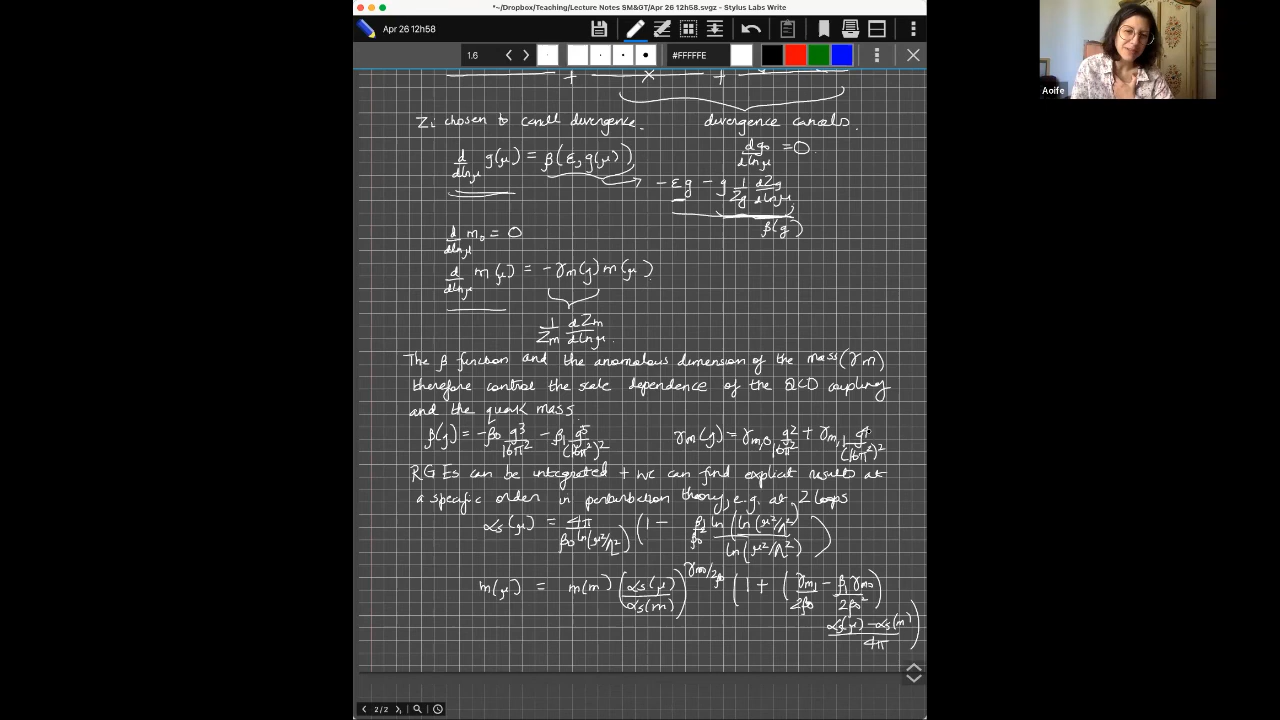 *~/Dropbox/Teaching/Lecture Notes SM&GT/Apr 26 12h58.svgz - Stylus Labs Write
Apr 26 12h58
1.6 #FFFFFE
Aoife
+ × +
Zi chosen to cancell divergence. divergence cancels.
d/dlnμ g(μ) = β(ε, g(μ)) dg₀/dlnμ = 0.
→ -εg - g 1/Zg dZg/dlnμ
β(g)
d/dlnμ m₀ = 0
d/dlnμ m(μ) = -γm(g) m(μ)
1/Zm dZm/dlnμ.
The β function and the anomalous dimension of the mass (γm)
therefore control the scale dependence of the QCD coupling
and the quark mass.
β(g) = -β₀ g³/16π² - β₁ g⁵/(16π²)² γm(g) = γm,0 g²/16π² + γm,1 g⁴/(16π²)²
RGEs can be integrated + we can find explicit results at
a specific order in perturbation theory, e.g. at 2 loops
αs(μ) = 4π/β₀ ln(μ²/Λ²) (1 - β₁/β₀² ln(ln(μ²/Λ²))/ln(μ²/Λ²))
m(μ) = m(m) (αs(μ)/αs(m))^γm0/2β₀ (1 + (γm1/2β₀ - β₁γm0/2β₀²)
αs(μ) - αs(m)/4π)
2/2